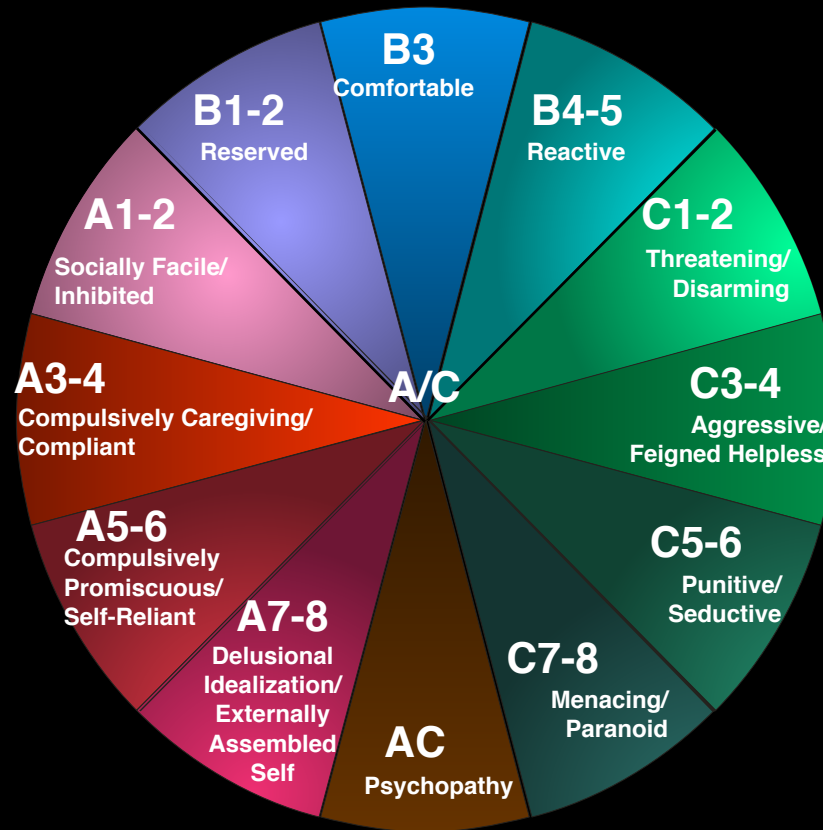 B3
Comfortable
B1-2
Reserved
B4-5
Reactive
A1-2
Socially Facile/
Inhibited
C1-2
Threatening/
Disarming
A3-4
Compulsively Caregiving/
Compliant
A/C
C3-4
Aggressive/
Feigned Helpless
A5-6
Compulsively
Promiscuous/
Self-Reliant
C5-6
Punitive/
Seductive
A7-8
Delusional
Idealization/
Externally
Assembled
Self
C7-8
Menacing/
Paranoid
AC
Psychopathy